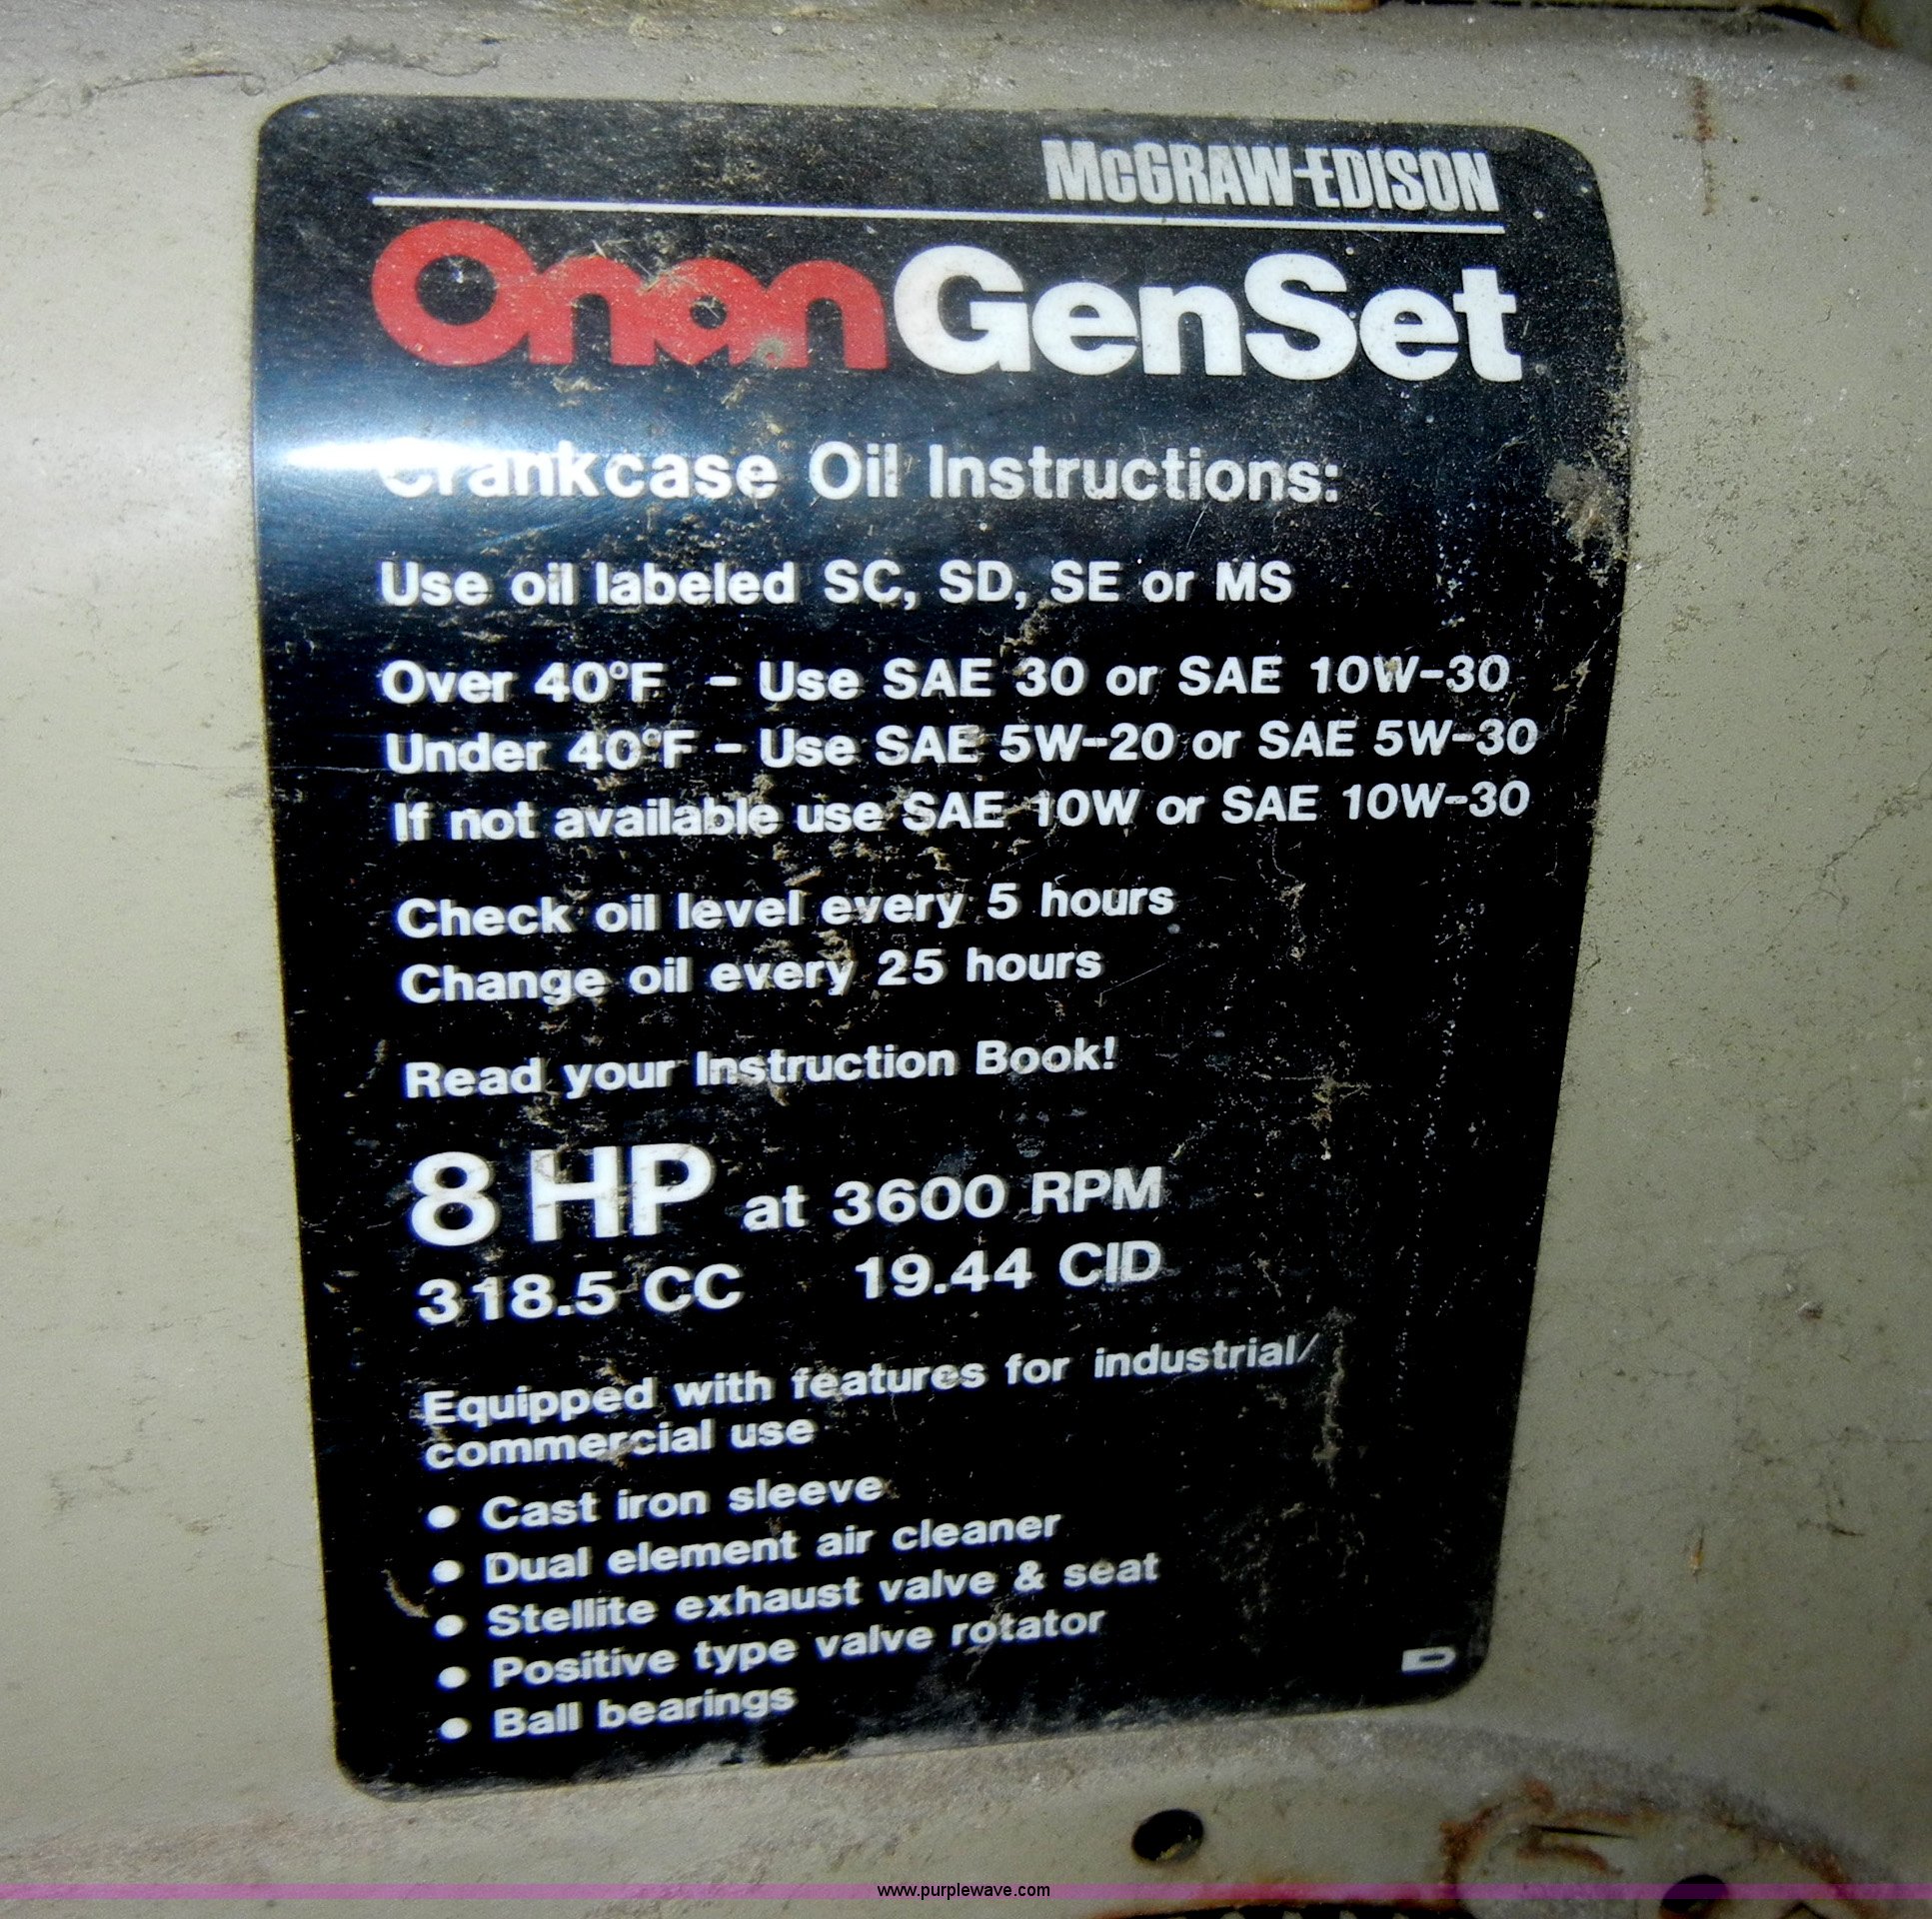 McGRAW-EDISON
Onan GenSet
Crankcase Oil Instructions:
Use oil labeled SC, SD, SE or MS
Over 40°F - Use SAE 30 or SAE 10W-30
Under 40°F - Use SAE 5W-20 or SAE 5W-30
If not available use SAE 10W or SAE 10W-30
Check oil level every 5 hours
Change oil every 25 hours
Read your Instruction Book!
8 HP at 3600 RPM
318.5 CC 19.44 CID
Equipped with features for industrial/
commercial use
• Cast iron sleeve
• Dual element air cleaner
• Stellite exhaust valve & seat
• Positive type valve rotator
• Ball bearings
www.purplewave.com